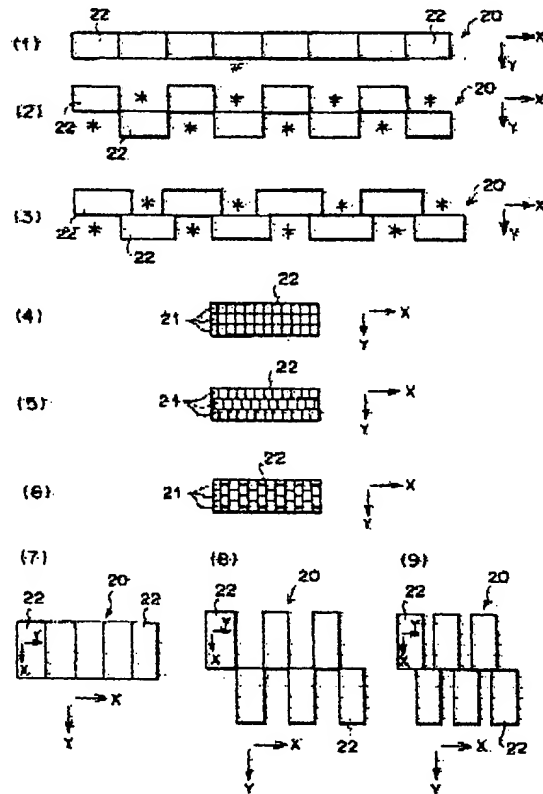 (1) 22 22 20 X Y
*
(2) 22 * * * * 20 X
* 22 * * * Y
(3) * * * * 20 X
22 * 22 * * * Y
(4) 22 21 X Y
(5) 22 21 X Y
(6) 22 21 X Y
(7) (8) (9)
22 20 22 22 20 22 20
Y X Y X Y X
X Y 22 X Y 22 X Y